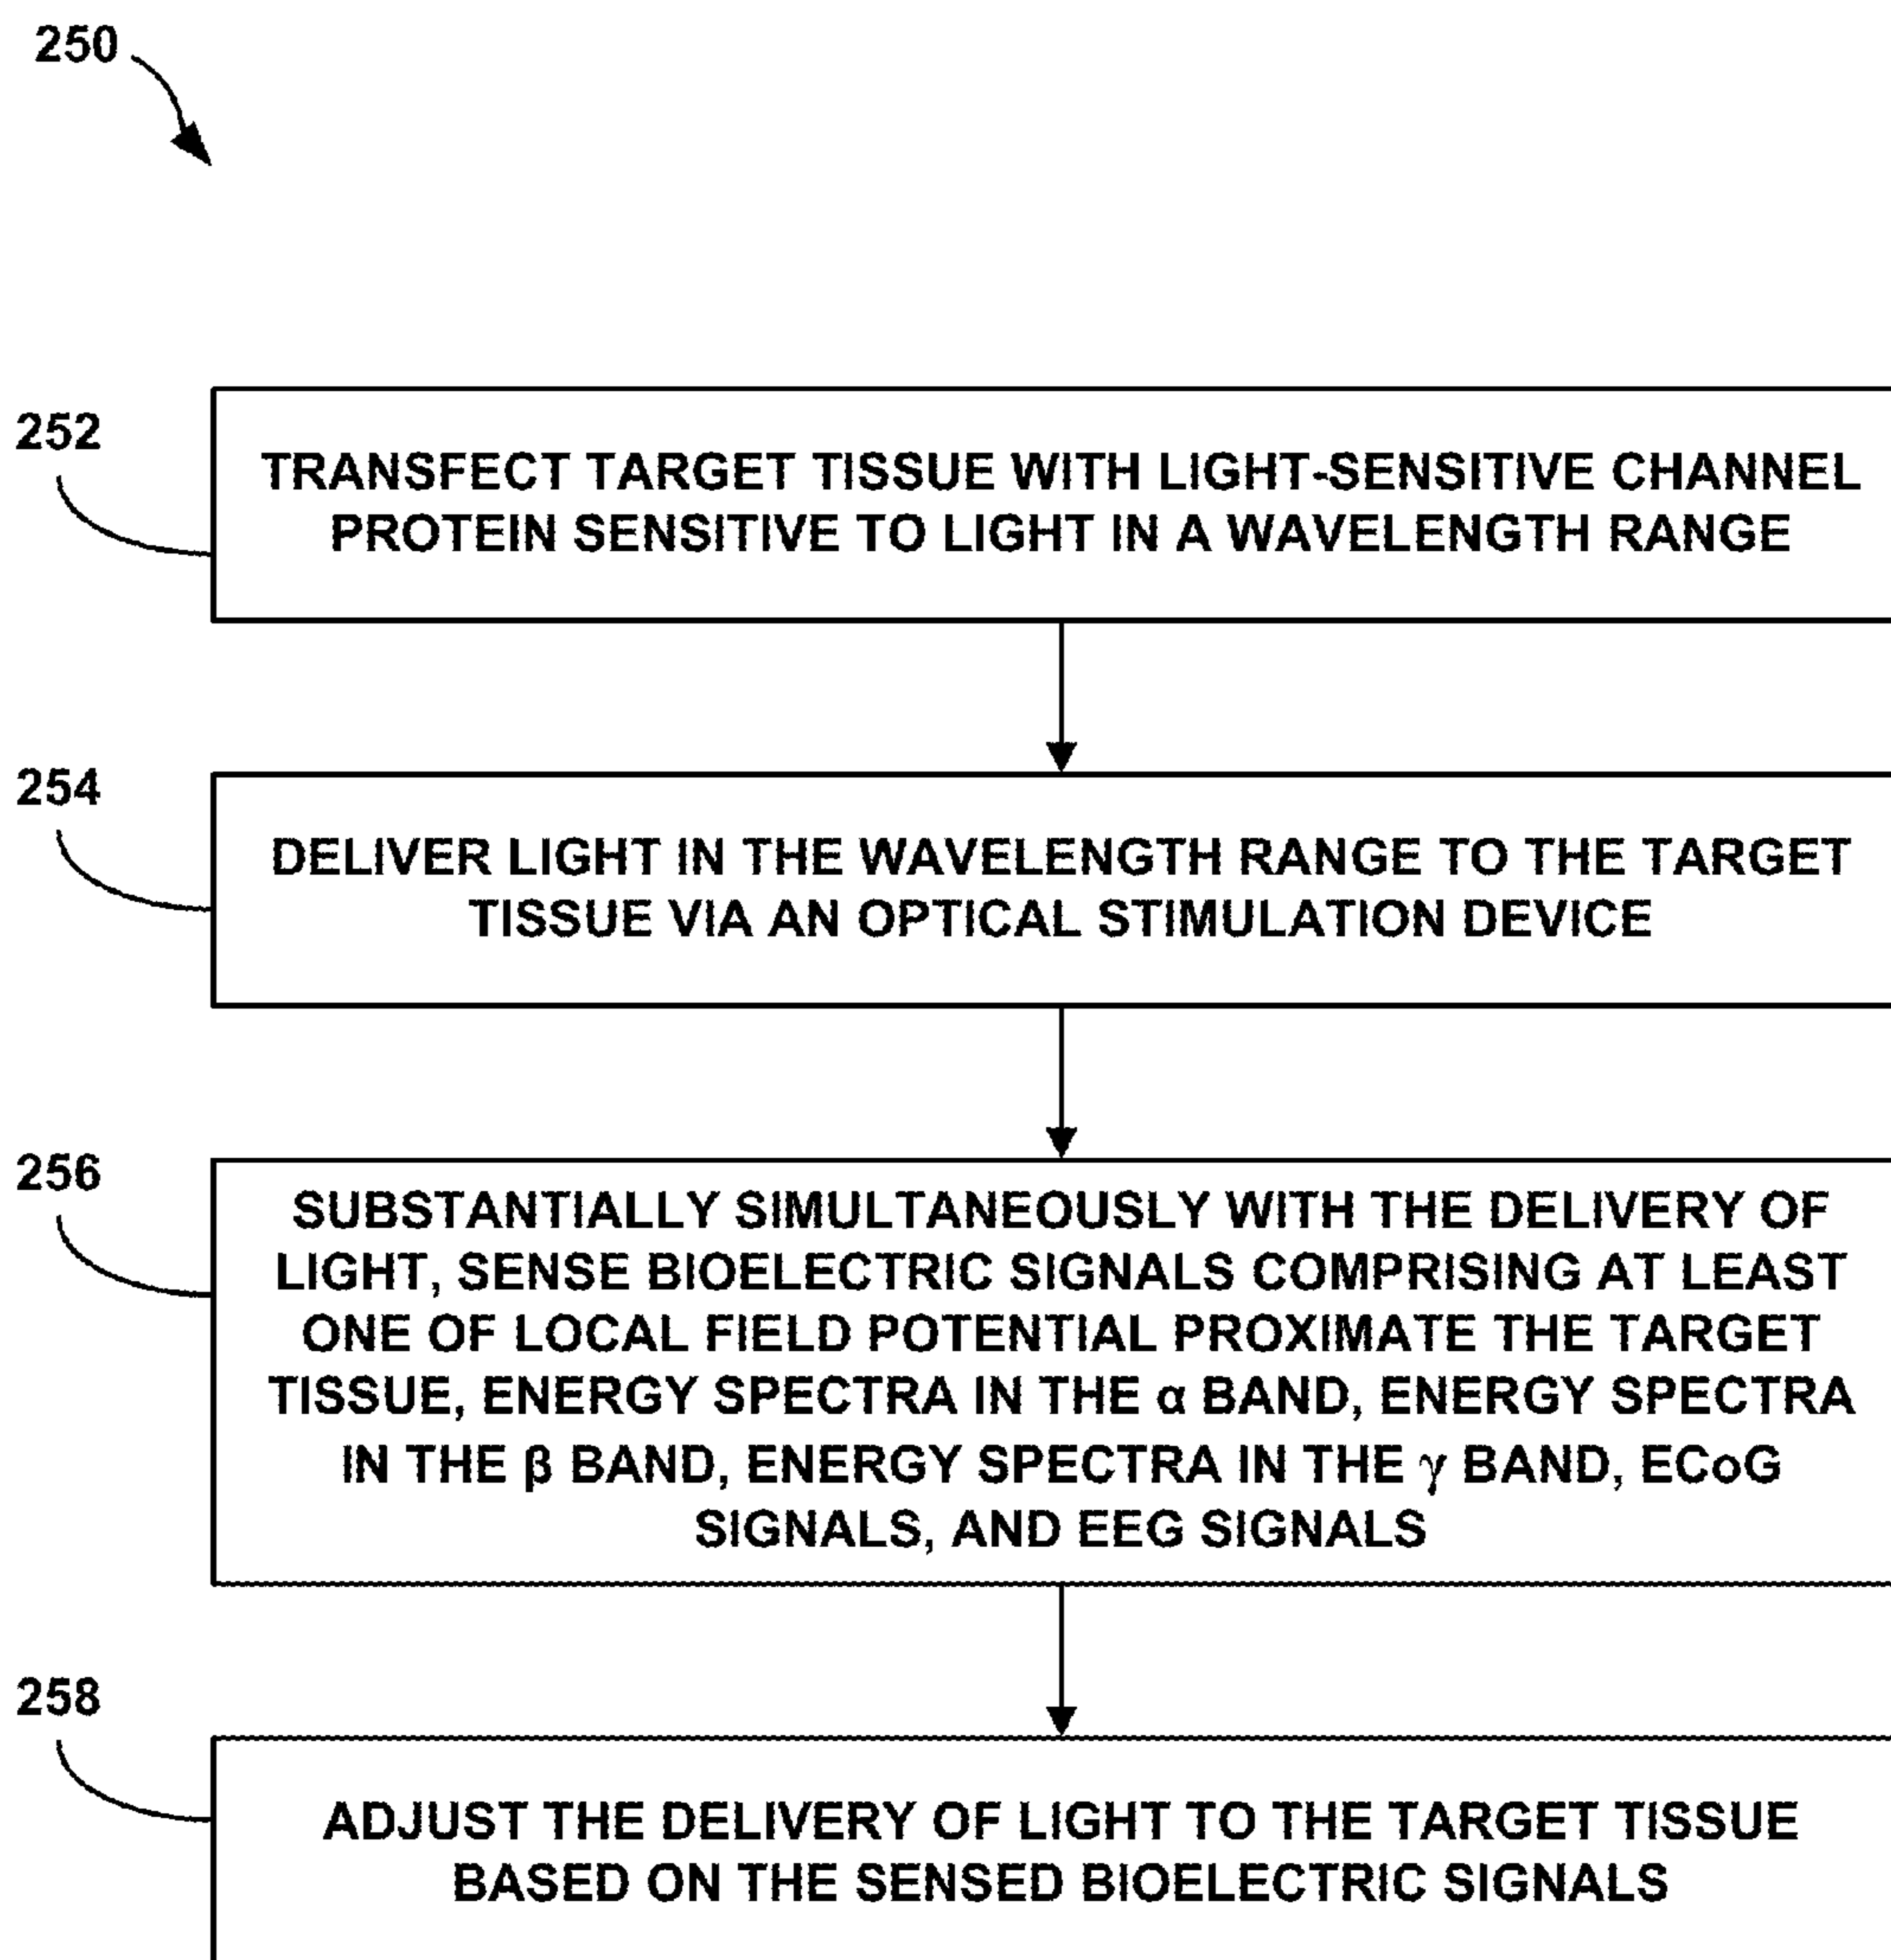 250
252
TRANSFECT TARGET TISSUE WITH LIGHT-SENSITIVE CHANNEL
PROTEIN SENSITIVE TO LIGHT IN A WAVELENGTH RANGE
254
DELIVER LIGHT IN THE WAVELENGTH RANGE TO THE TARGET
TISSUE VIA AN OPTICAL STIMULATION DEVICE
256
SUBSTANTIALLY SIMULTANEOUSLY WITH THE DELIVERY OF
LIGHT, SENSE BIOELECTRIC SIGNALS COMPRISING AT LEAST
ONE OF LOCAL FIELD POTENTIAL PROXIMATE THE TARGET
TISSUE, ENERGY SPECTRA IN THE α BAND, ENERGY SPECTRA
IN THE β BAND, ENERGY SPECTRA IN THE γ BAND, ECoG
SIGNALS, AND EEG SIGNALS
258
ADJUST THE DELIVERY OF LIGHT TO THE TARGET TISSUE
BASED ON THE SENSED BIOELECTRIC SIGNALS